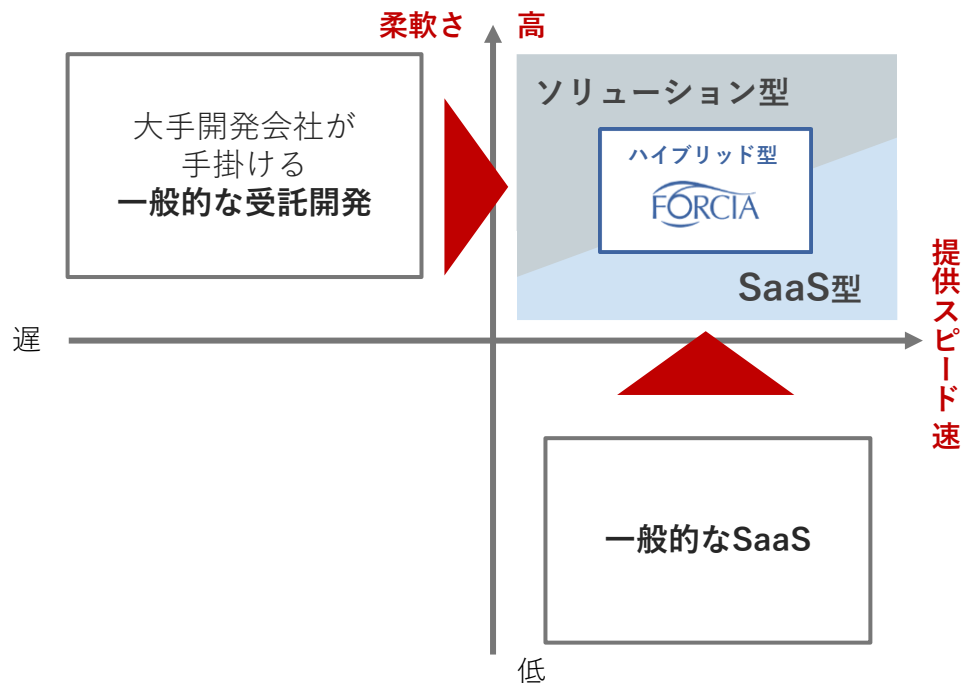 柔軟さ 高
大手開発会社が
手掛ける
一般的な受託開発
ソリューション型
ハイブリッド型
FORCIA
SaaS型
遅
提供スピード 速
一般的なSaaS
低